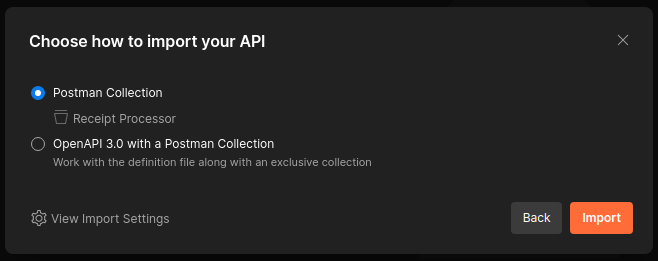 Choose how to import your API
Postman Collection
Receipt Processor
OpenAPI 3.0 with a Postman Collection
Work with the definition file along with an exclusive collection
View Import Settings
Back
Import